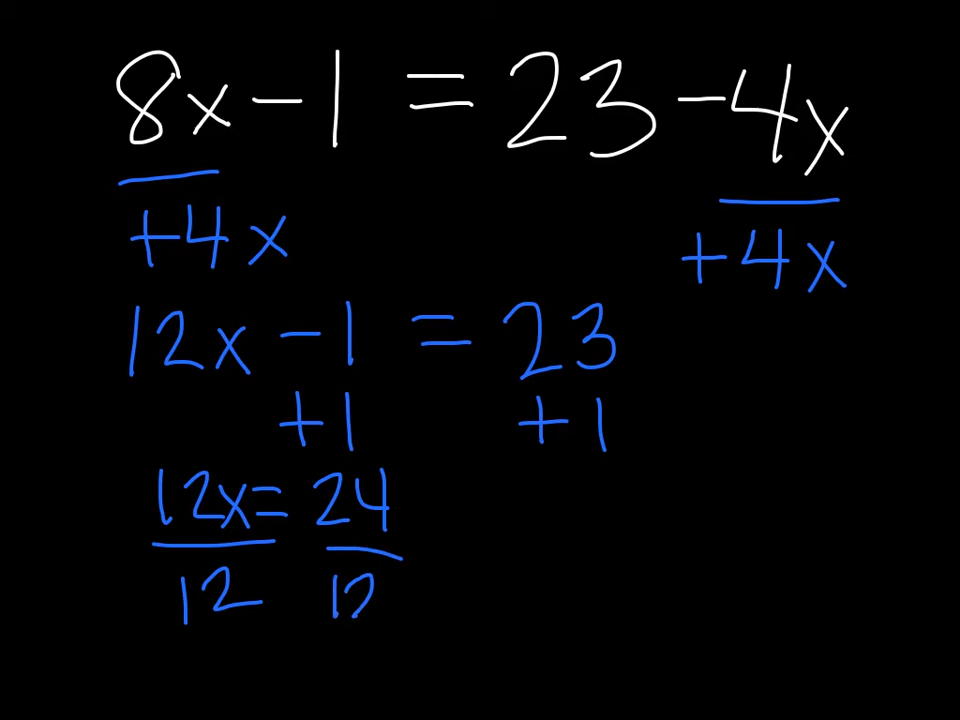 8x - 1 = 23 - 4x
+4x +4x
12x - 1 = 23
+1 +1
12x = 24
12 12